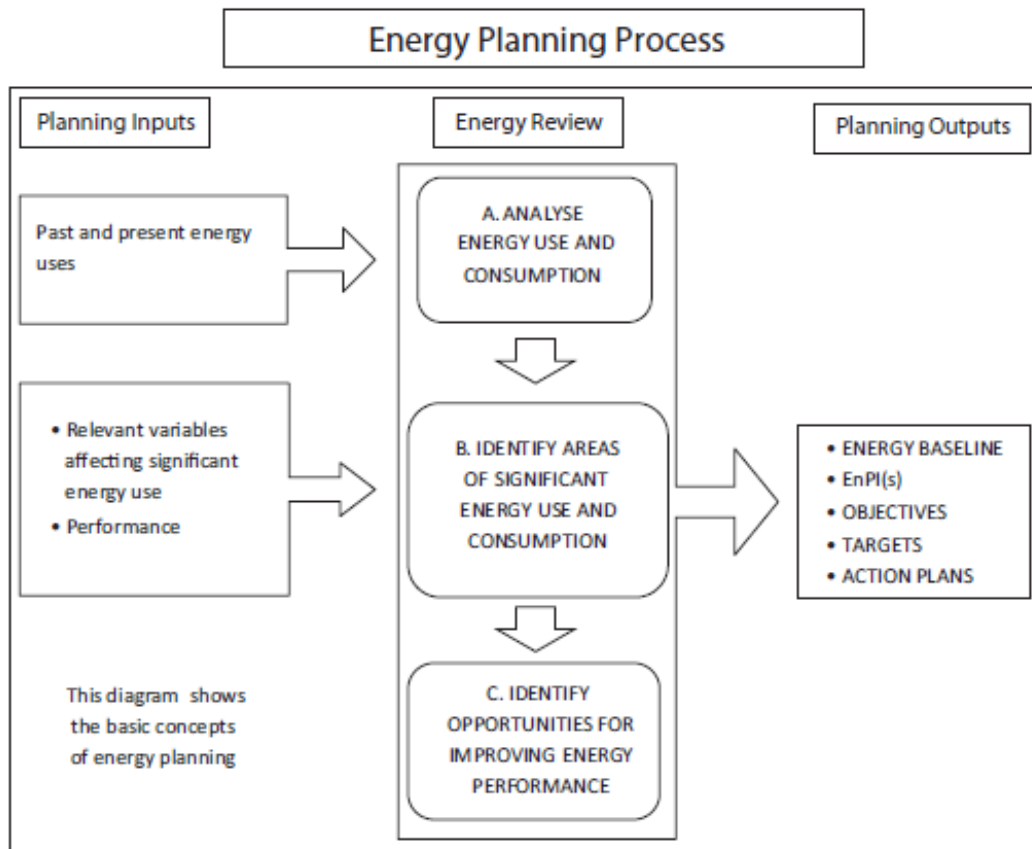 Energy Planning Process
Planning Inputs
Energy Review
Planning Outputs
Past and present energy
uses
A. ANALYSE
ENERGY USE AND
CONSUMPTION
• Relevant variables
affecting significant
energy use
• Performance
B. IDENTIFY AREAS
OF SIGNIFICANT
ENERGY USE AND
CONSUMPTION
• ENERGY BASELINE
• EnPI(s)
• OBJECTIVES
• TARGETS
• ACTION PLANS
This diagram shows
the basic concepts
of energy planning
C. IDENTIFY
OPPORTUNITIES FOR
IMPROVING ENERGY
PERFORMANCE